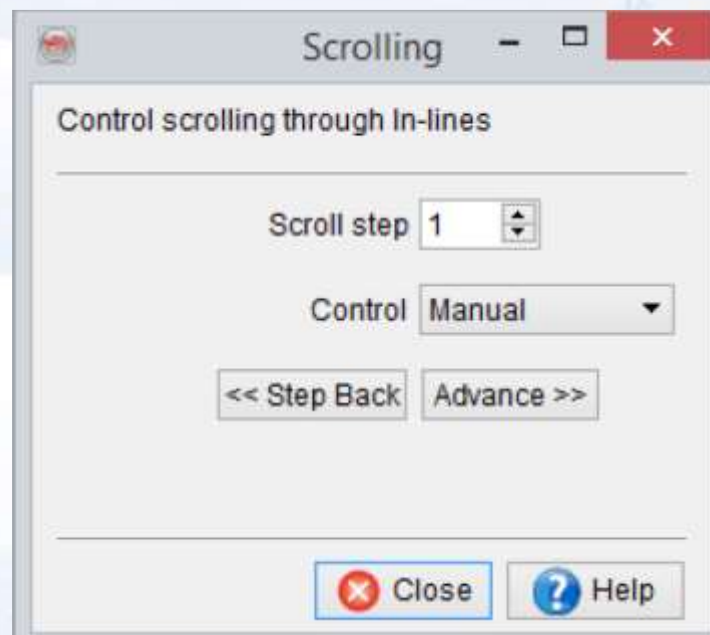 Scrolling
Control scrolling through In-lines
Scroll step 1
Control Manual
<< Step Back Advance >>
Close Help